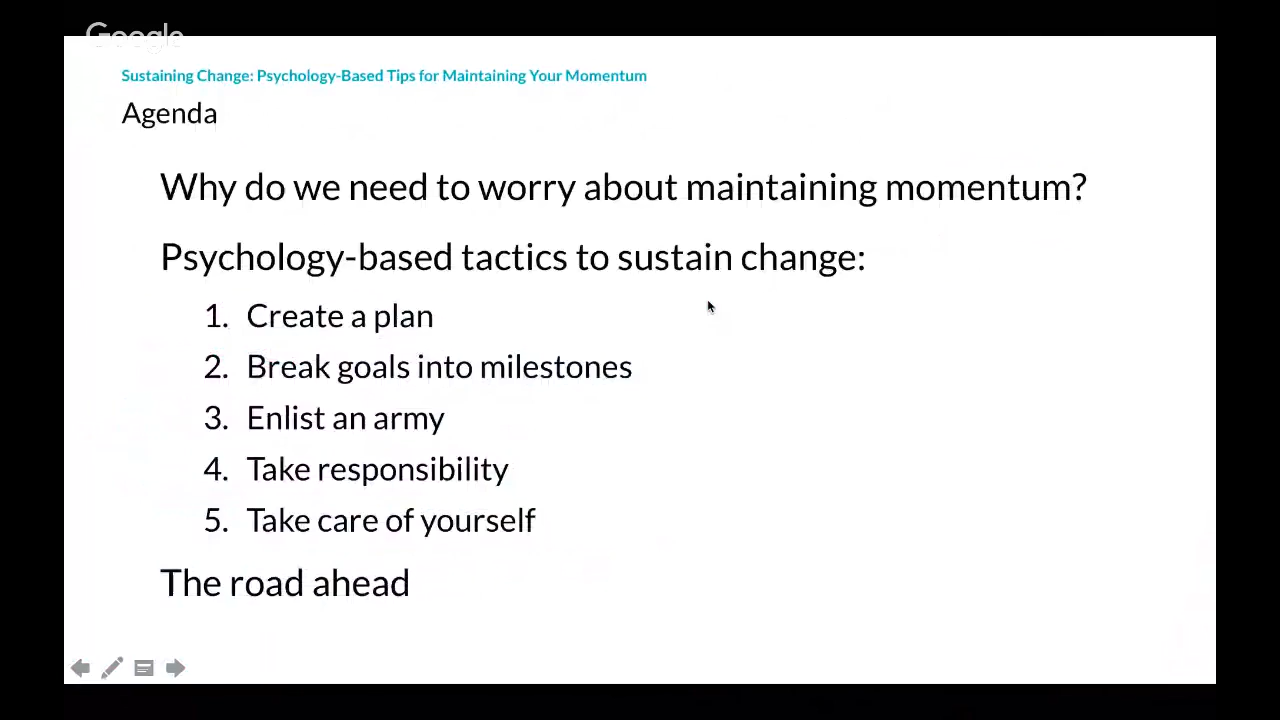 Google
Sustaining Change: Psychology-Based Tips for Maintaining Your Momentum
Agenda
Why do we need to worry about maintaining momentum?
Psychology-based tactics to sustain change:
1. Create a plan
2. Break goals into milestones
3. Enlist an army
4. Take responsibility
5. Take care of yourself
The road ahead